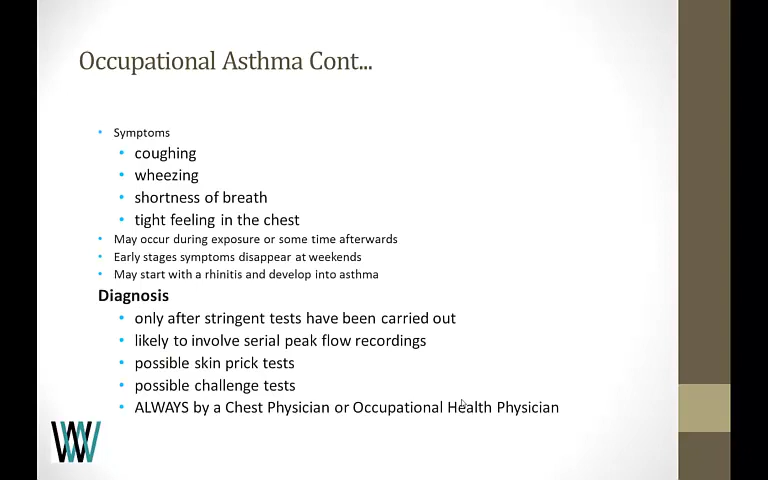 Occupational Asthma Cont...
• Symptoms
• coughing
• wheezing
• shortness of breath
• tight feeling in the chest
• May occur during exposure or some time afterwards
• Early stages symptoms disappear at weekends
• May start with a rhinitis and develop into asthma
Diagnosis
• only after stringent tests have been carried out
• likely to involve serial peak flow recordings
• possible skin prick tests
• possible challenge tests
• ALWAYS by a Chest Physician or Occupational Health Physician
WW